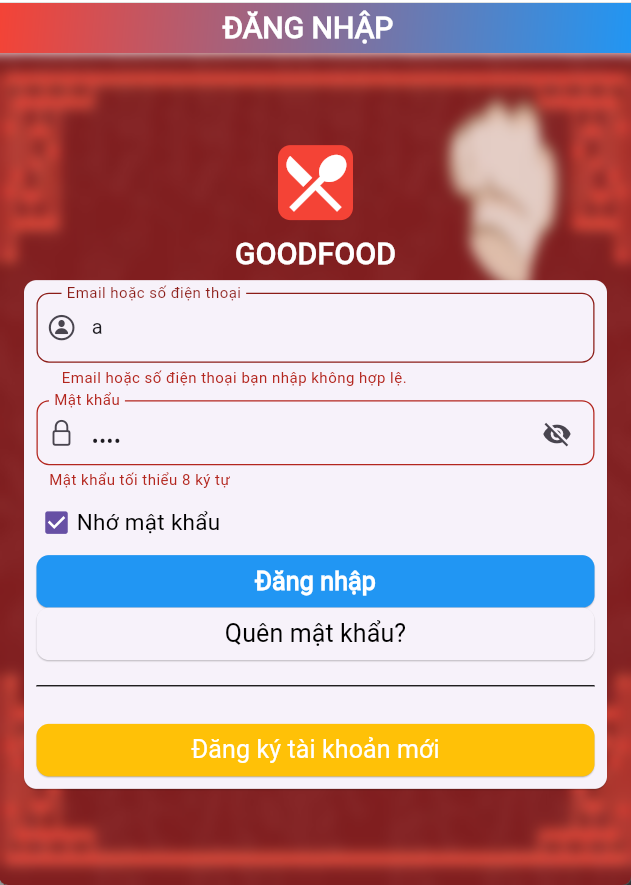 ĐĂNG NHẬP
GOODFOOD
Email hoặc số điện thoại
a
Email hoặc số điện thoại bạn nhập không hợp lệ.
Mật khẩu
••••
Mật khẩu tối thiểu 8 ký tự
Nhớ mật khẩu
Đăng nhập
Quên mật khẩu?
Đăng ký tài khoản mới